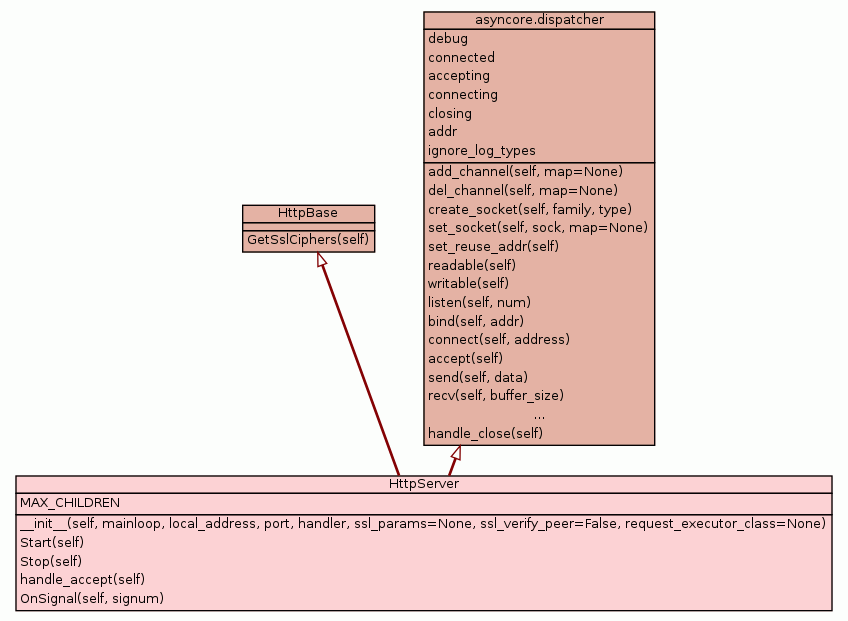 asyncore.dispatcher
debug
connected
accepting
connecting
closing
addr
ignore_log_types
add_channel(self, map=None)
del_channel(self, map=None)
create_socket(self, family, type)
set_socket(self, sock, map=None)
set_reuse_addr(self)
readable(self)
writable(self)
listen(self, num)
bind(self, addr)
connect(self, address)
accept(self)
send(self, data)
recv(self, buffer_size)
...
handle_close(self)
HttpBase
GetSslCiphers(self)
HttpServer
MAX_CHILDREN
__init__(self, mainloop, local_address, port, handler, ssl_params=None, ssl_verify_peer=False, request_executor_class=None)
Start(self)
Stop(self)
handle_accept(self)
OnSignal(self, signum)